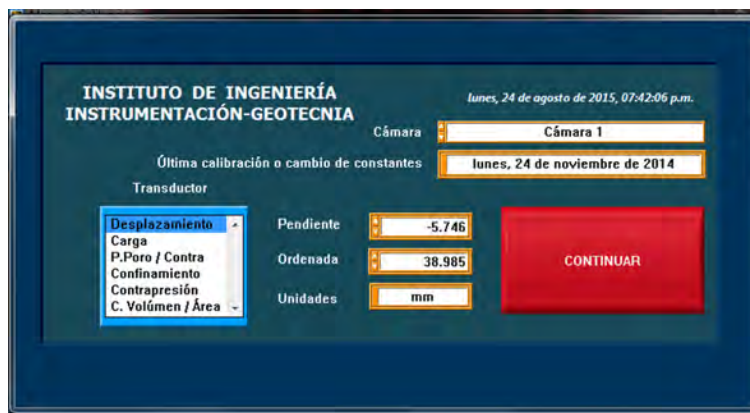 INSTITUTO DE INGENIERÍA
INSTRUMENTACIÓN-GEOTECNIA
lunes, 24 de agosto de 2015, 07:42:06 p.m.
Cámara
Cámara 1
Última calibración o cambio de constantes
lunes, 24 de noviembre de 2014
Transductor
Desplazamiento
Carga
P.Poro / Contra
Confinamiento
Contrapresión
C. Volúmen / Área
Pendiente
-5.746
Ordenada
38.985
Unidades
mm
CONTINUAR